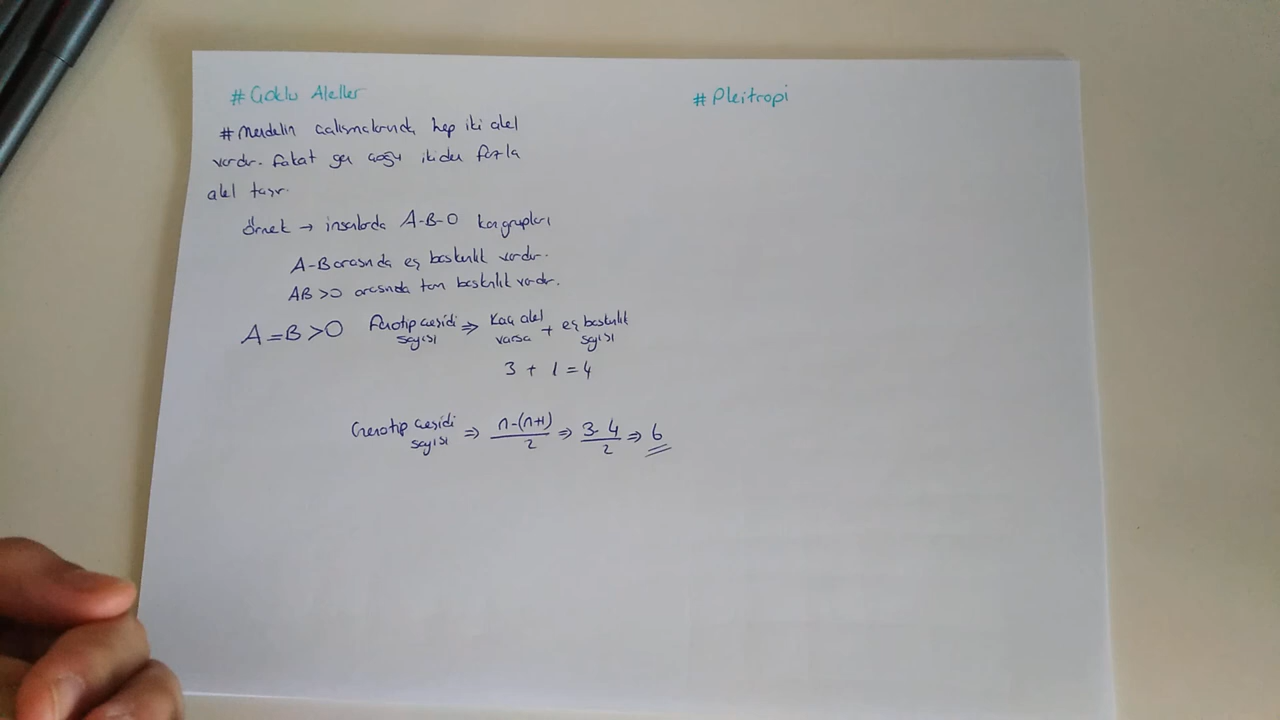 #Çoklu Aleller
#Mendelin çalışmalarında hep iki alel
vardır. Fakat gen çoğu ikiden fazla
alel taşır.
Örnek → insanlarda A-B-O kan grupları
A-B arasında eş baskınlık vardır.
AB>O arasında tam baskınlık vardır.
A=B>O Fenotip çeşidi sayısı ⇒ Kaç alel varsa + eş baskınlık sayısı
3 + 1 = 4
Genotip çeşidi sayısı ⇒ n-(n+1)/2 ⇒ 3.4/2 ⇒ 6
#Pleitropi